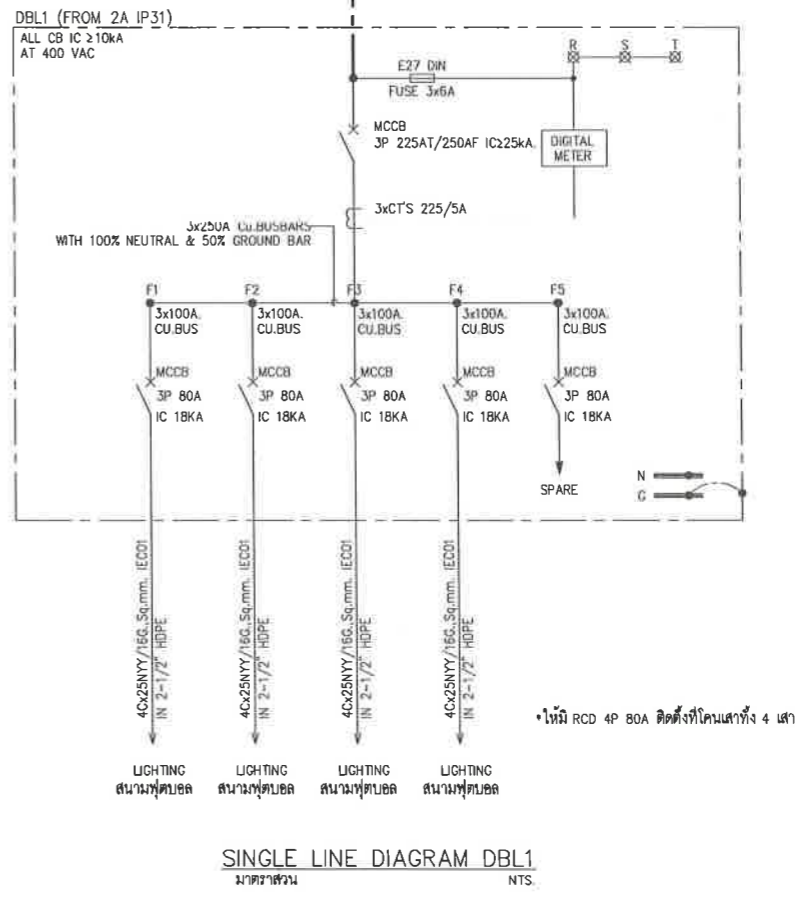 DBL1 (FROM 2A IP31)
ALL CB IC ≥10kA
AT 400 VAC
R S T
E27 DIN
FUSE 3x6A
MCCB
3P 225AT/250AF IC≥25kA.
DIGITAL
METER
3xCT'S 225/5A
3x250A Cu.BUSBARS
WITH 100% NEUTRAL & 50% GROUND BAR
F1 F2 F3 F4 F5
3x100A. 3x100A. 3x100A. 3x100A. 3x100A.
CU.BUS CU.BUS CU.BUS CU.BUS CU.BUS
MCCB MCCB MCCB MCCB MCCB
3P 80A 3P 80A 3P 80A 3P 80A 3P 80A
IC 18KA IC 18KA IC 18KA IC 18KA IC 18KA
SPARE
N
G
4Cx25NYY/16G.,Sq.mm. IEC01
IN 2-1/2" HDPE
4Cx25NYY/16G.,Sq.mm. IEC01
IN 2-1/2" HDPE
4Cx25NYY/16G.,Sq.mm. IEC01
IN 2-1/2" HDPE
4Cx25NYY/16G.,Sq.mm. IEC01
IN 2-1/2" HDPE
*ให้มี RCD 4P 80A ติดตั้งที่โคนเสาทั้ง 4 เสา
LIGHTING LIGHTING LIGHTING LIGHTING
สนามฟุตบอล สนามฟุตบอล สนามฟุตบอล สนามฟุตบอล
SINGLE LINE DIAGRAM DBL1
มาตราส่วน NTS.